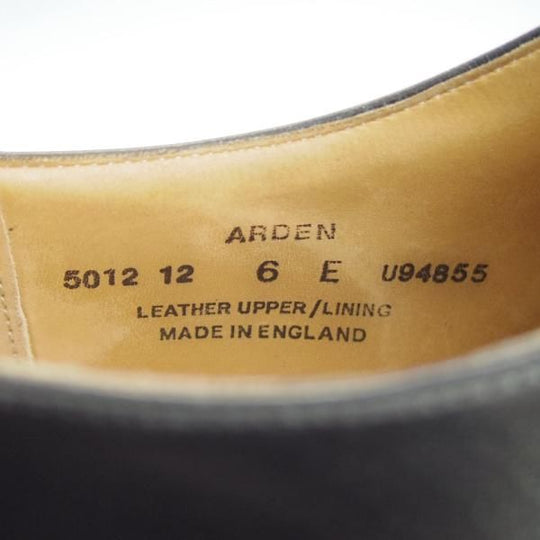 ARDEN
5012 12 6 E U94855
LEATHER UPPER/LINING
MADE IN ENGLAND